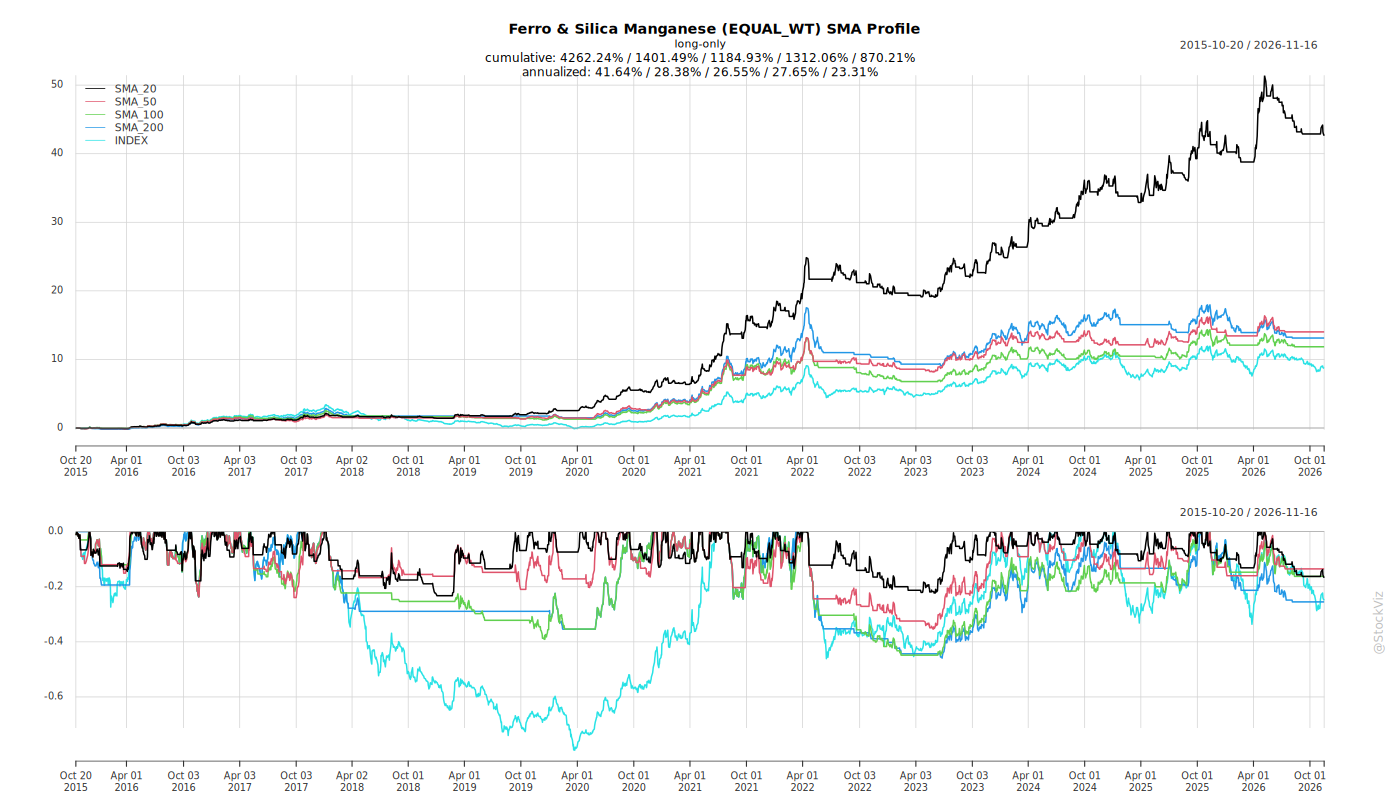 Ferro & Silica Manganese (EQUAL_WT) SMA Profile
long-only
cumulative: 4262.24% / 1401.49% / 1184.93% / 1312.06% / 870.21%
annualized: 41.64% / 28.38% / 26.55% / 27.65% / 23.31%
2015-10-20 / 2026-11-16
SMA_20
SMA_50
SMA_100
SMA_200
INDEX
50
40
30
20
10
0
Oct 20 2015
Apr 01 2016
Oct 03 2016
Apr 03 2017
Oct 03 2017
Apr 02 2018
Oct 01 2018
Apr 01 2019
Oct 01 2019
Apr 01 2020
Oct 01 2020
Apr 01 2021
Oct 01 2021
Apr 01 2022
Oct 03 2022
Apr 03 2023
Oct 03 2023
Apr 01 2024
Oct 01 2024
Apr 01 2025
Oct 01 2025
Apr 01 2026
Oct 01 2026
2015-10-20 / 2026-11-16
0.0
-0.2
-0.4
-0.6
Oct 20 2015
Apr 01 2016
Oct 03 2016
Apr 03 2017
Oct 03 2017
Apr 02 2018
Oct 01 2018
Apr 01 2019
Oct 01 2019
Apr 01 2020
Oct 01 2020
Apr 01 2021
Oct 01 2021
Apr 01 2022
Oct 03 2022
Apr 03 2023
Oct 03 2023
Apr 01 2024
Oct 01 2024
Apr 01 2025
Oct 01 2025
Apr 01 2026
Oct 01 2026
@StockViz